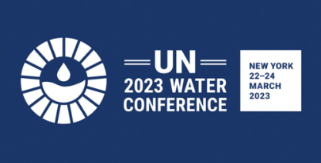 UN
2023 WATER
CONFERENCE
NEW YORK
22–24
MARCH
2023